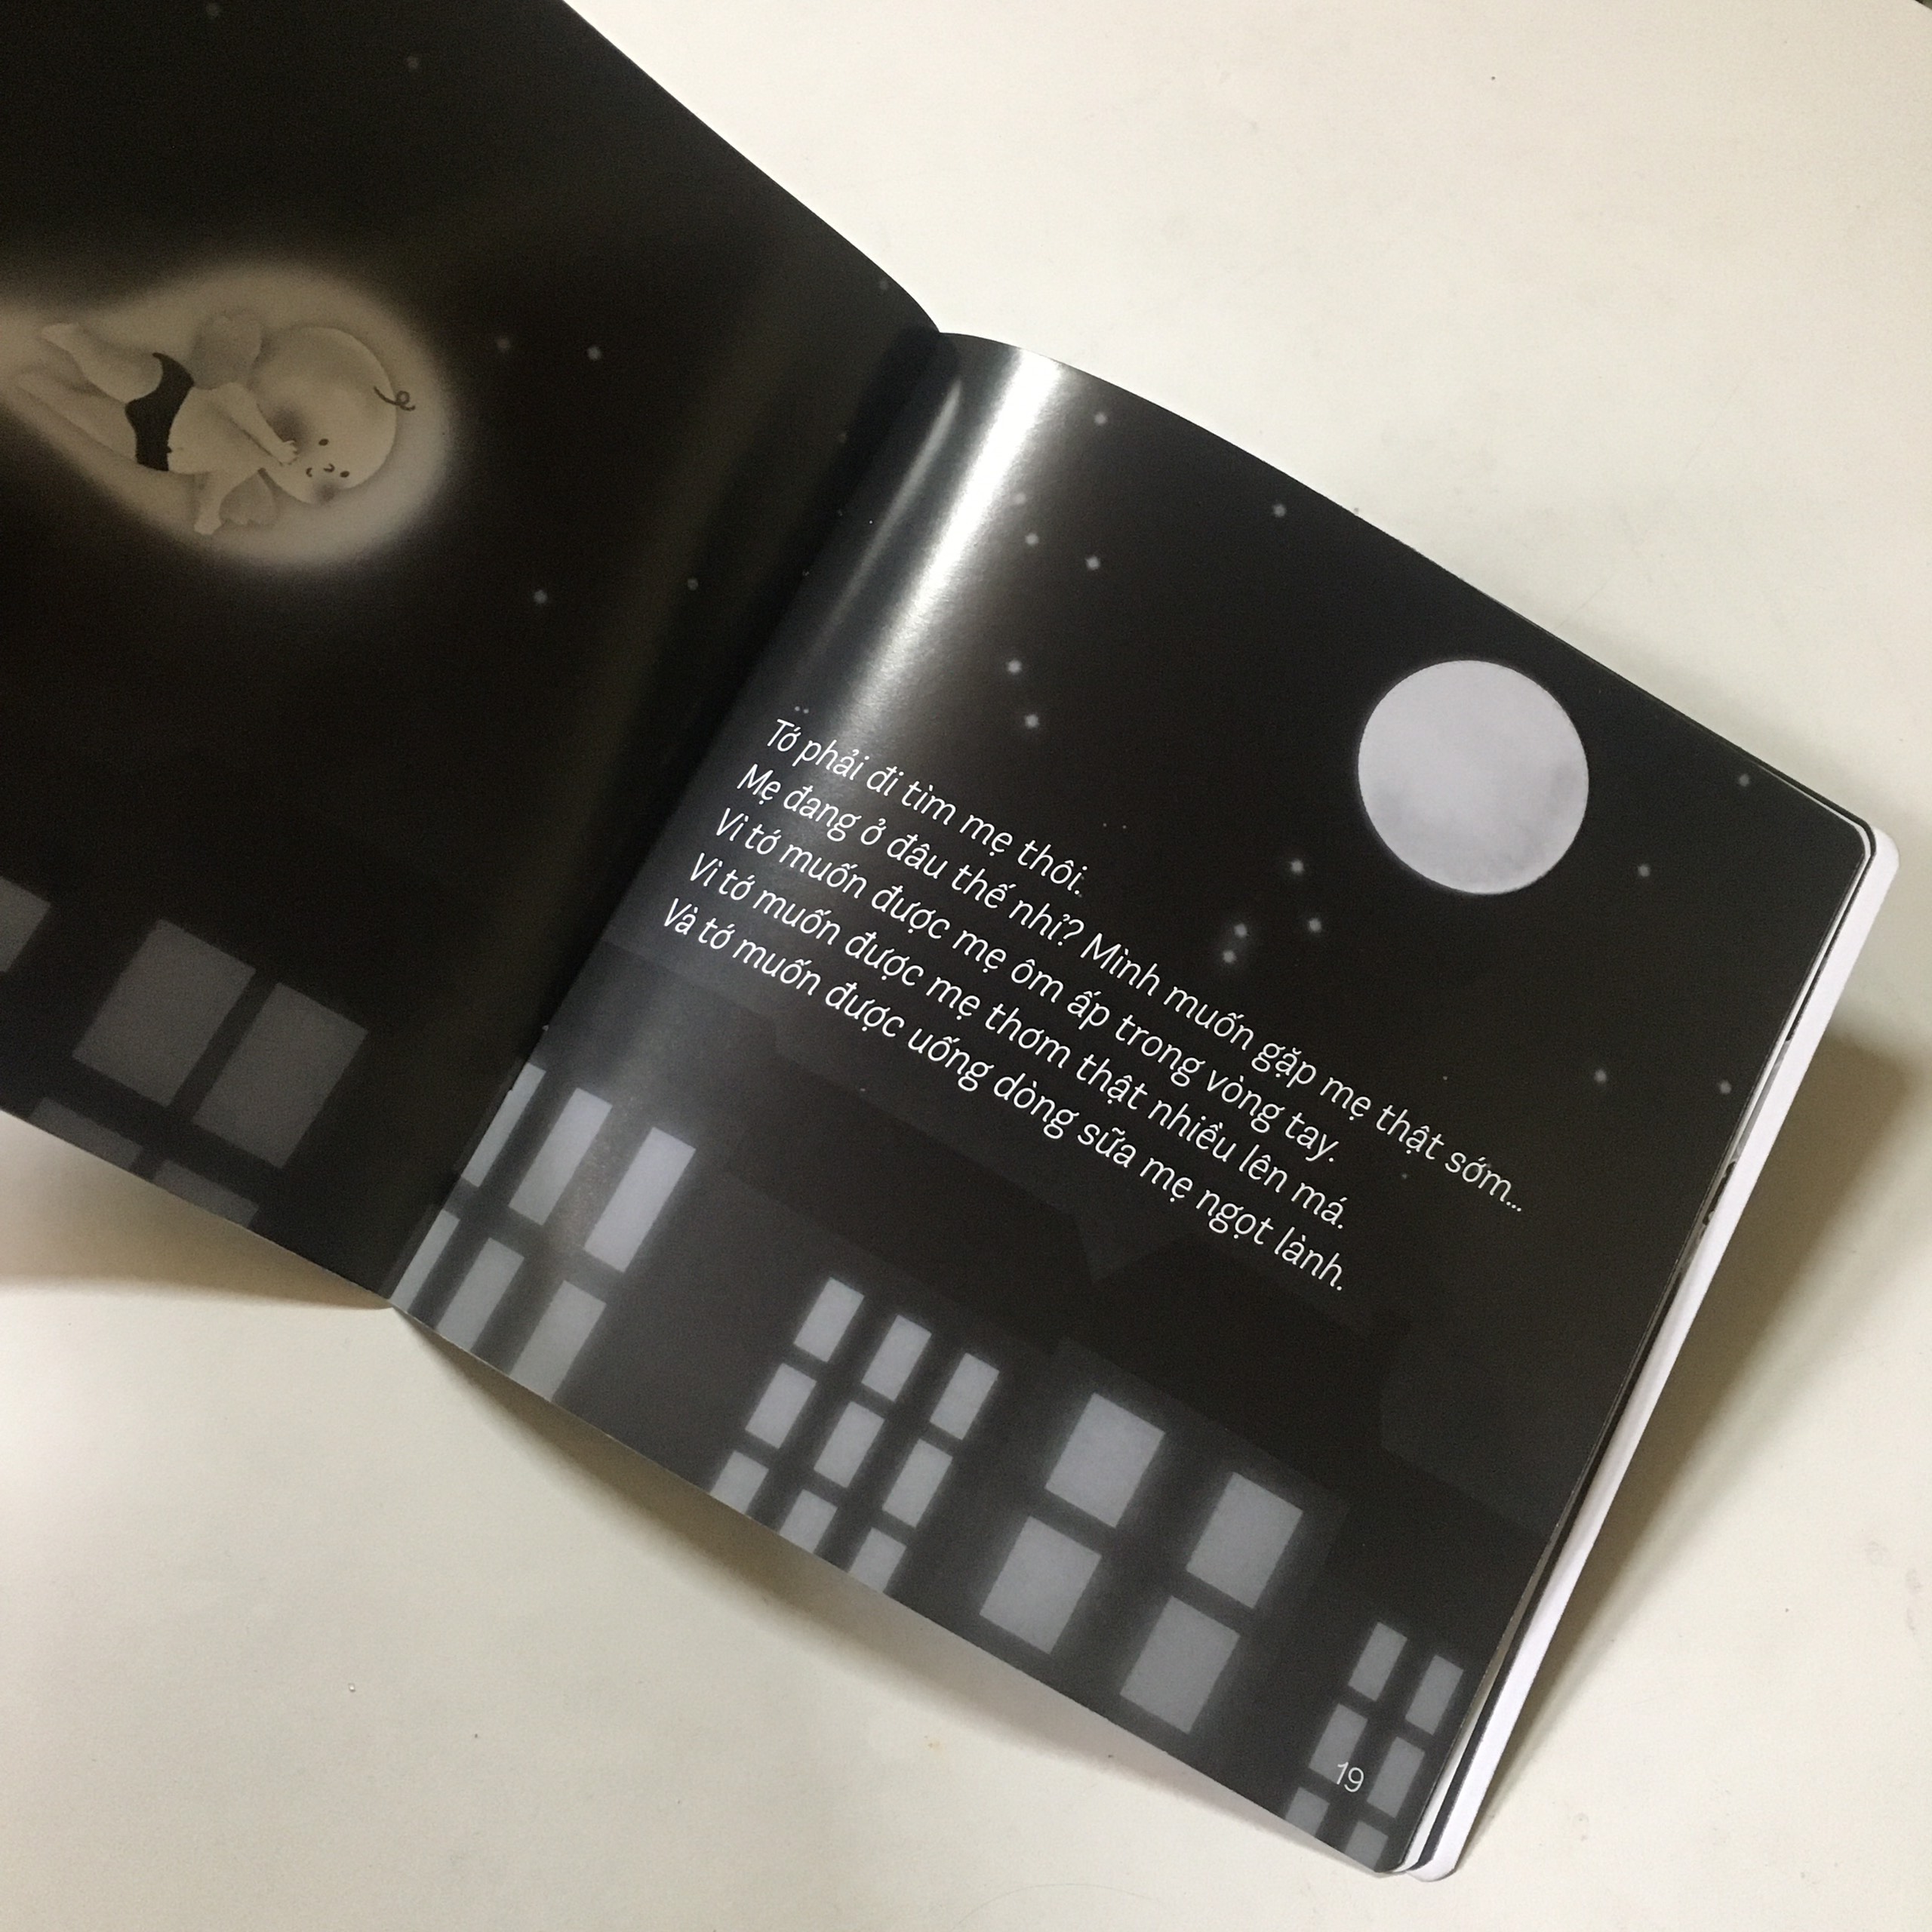 Tớ phải đi tìm mẹ thôi.
Mẹ đang ở đâu thế nhỉ? Mình muốn gặp mẹ thật sớm...
Vì tớ muốn được mẹ ôm ấp trong vòng tay.
Vì tớ muốn được mẹ thơm thật nhiều lên má.
Và tớ muốn được uống dòng sữa mẹ ngọt lành.
19